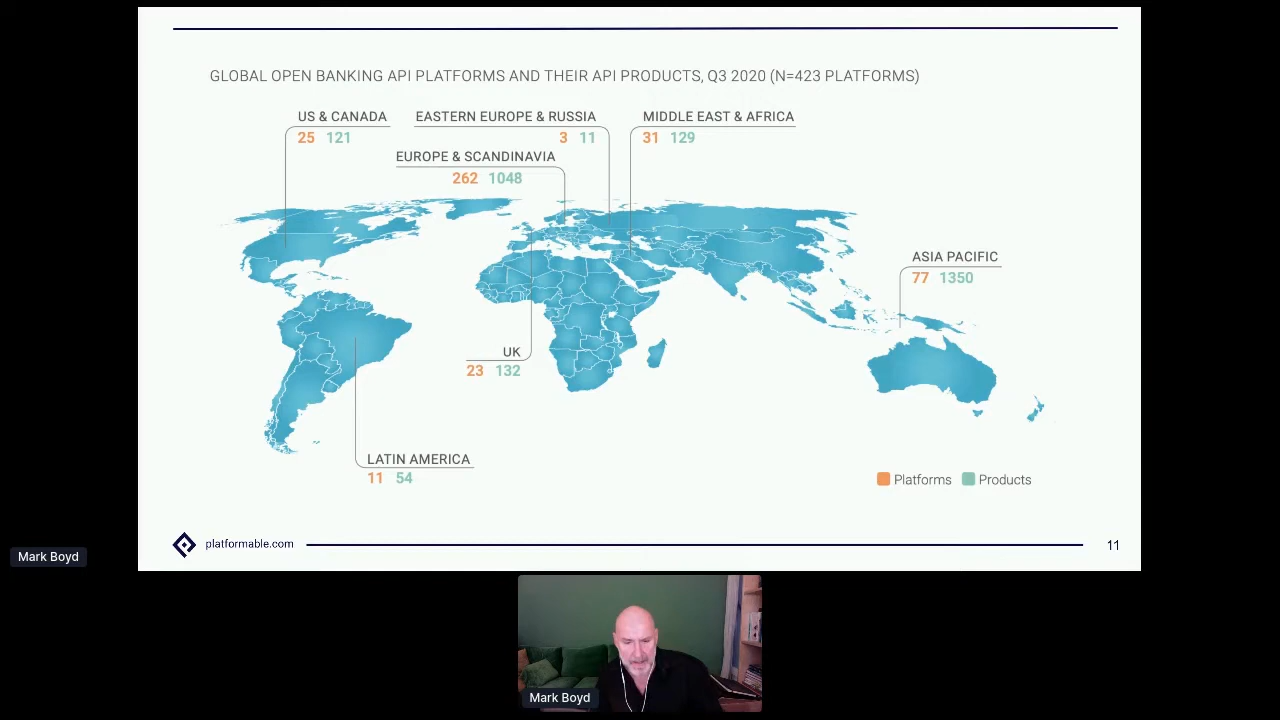 GLOBAL OPEN BANKING API PLATFORMS AND THEIR API PRODUCTS, Q3 2020 (N=423 PLATFORMS)
US & CANADA
25 121
EASTERN EUROPE & RUSSIA
3 11
MIDDLE EAST & AFRICA
31 129
EUROPE & SCANDINAVIA
262 1048
ASIA PACIFIC
77 1350
UK
23 132
LATIN AMERICA
11 54
Platforms Products
platformable.com
11
Mark Boyd
Mark Boyd